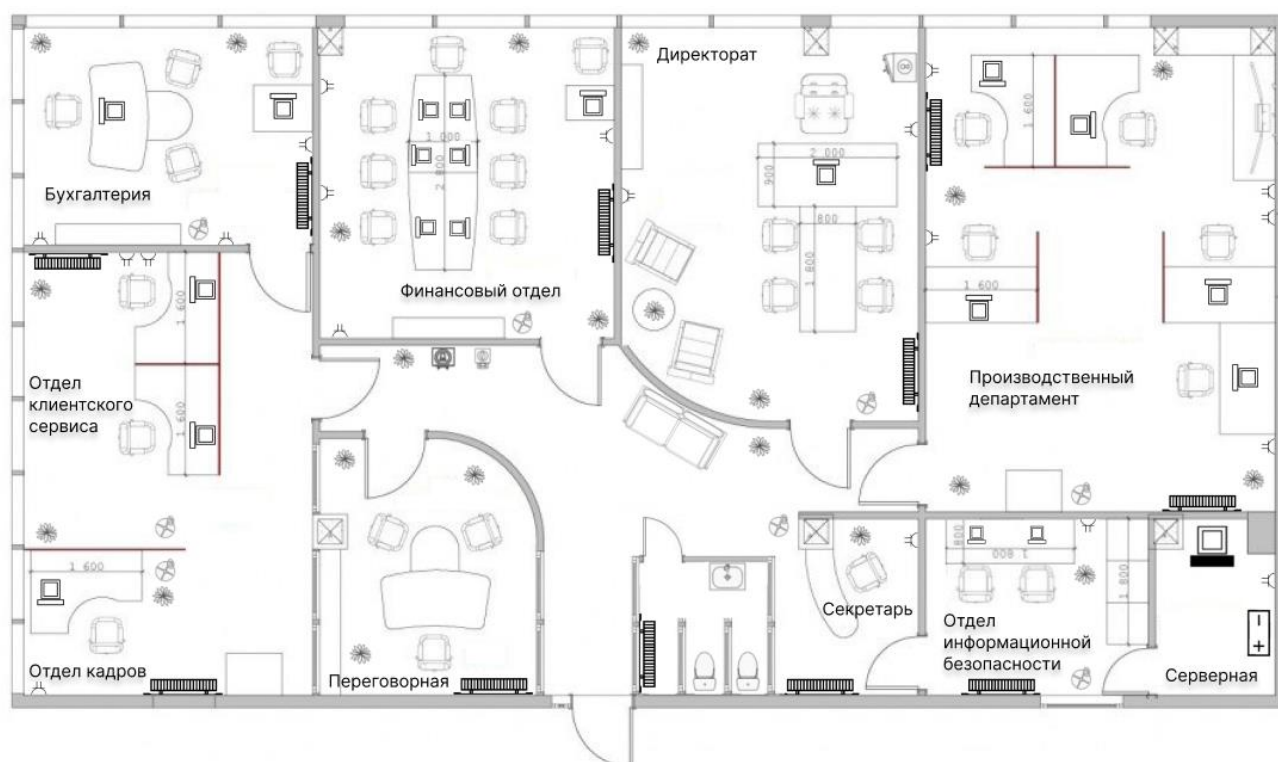 Директорат
1 600
1 000
2 000
900
2 800
Бухгалтерия
800
1 800
Финансовый отдел
1 600
1 600
Отдел
клиентского
сервиса
Производственный
департамент
1 600
800
1 800
1 600
1 800
Секретарь
Отдел
информационной
безопасности
Отдел кадров
Переговорная
Серверная
− +